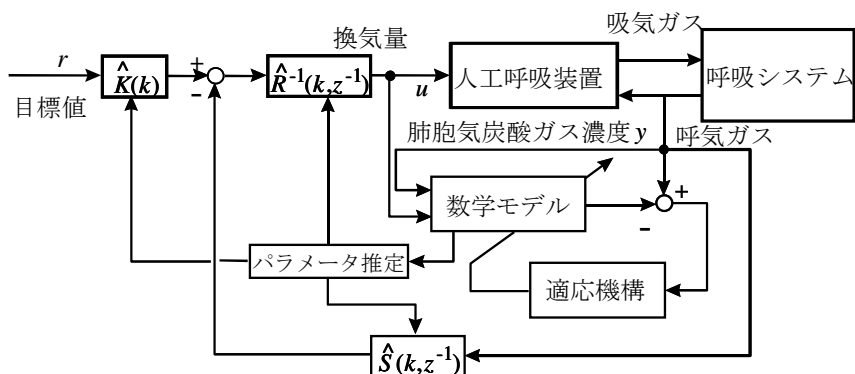 吸気ガス
換気量
r
K̂(k)
+
-
R̂⁻¹(k,z⁻¹)
u
人工呼吸装置
呼吸システム
目標値
肺胞気炭酸ガス濃度 y
呼気ガス
数学モデル
+
-
パラメータ推定
適応機構
Ŝ(k,z⁻¹)